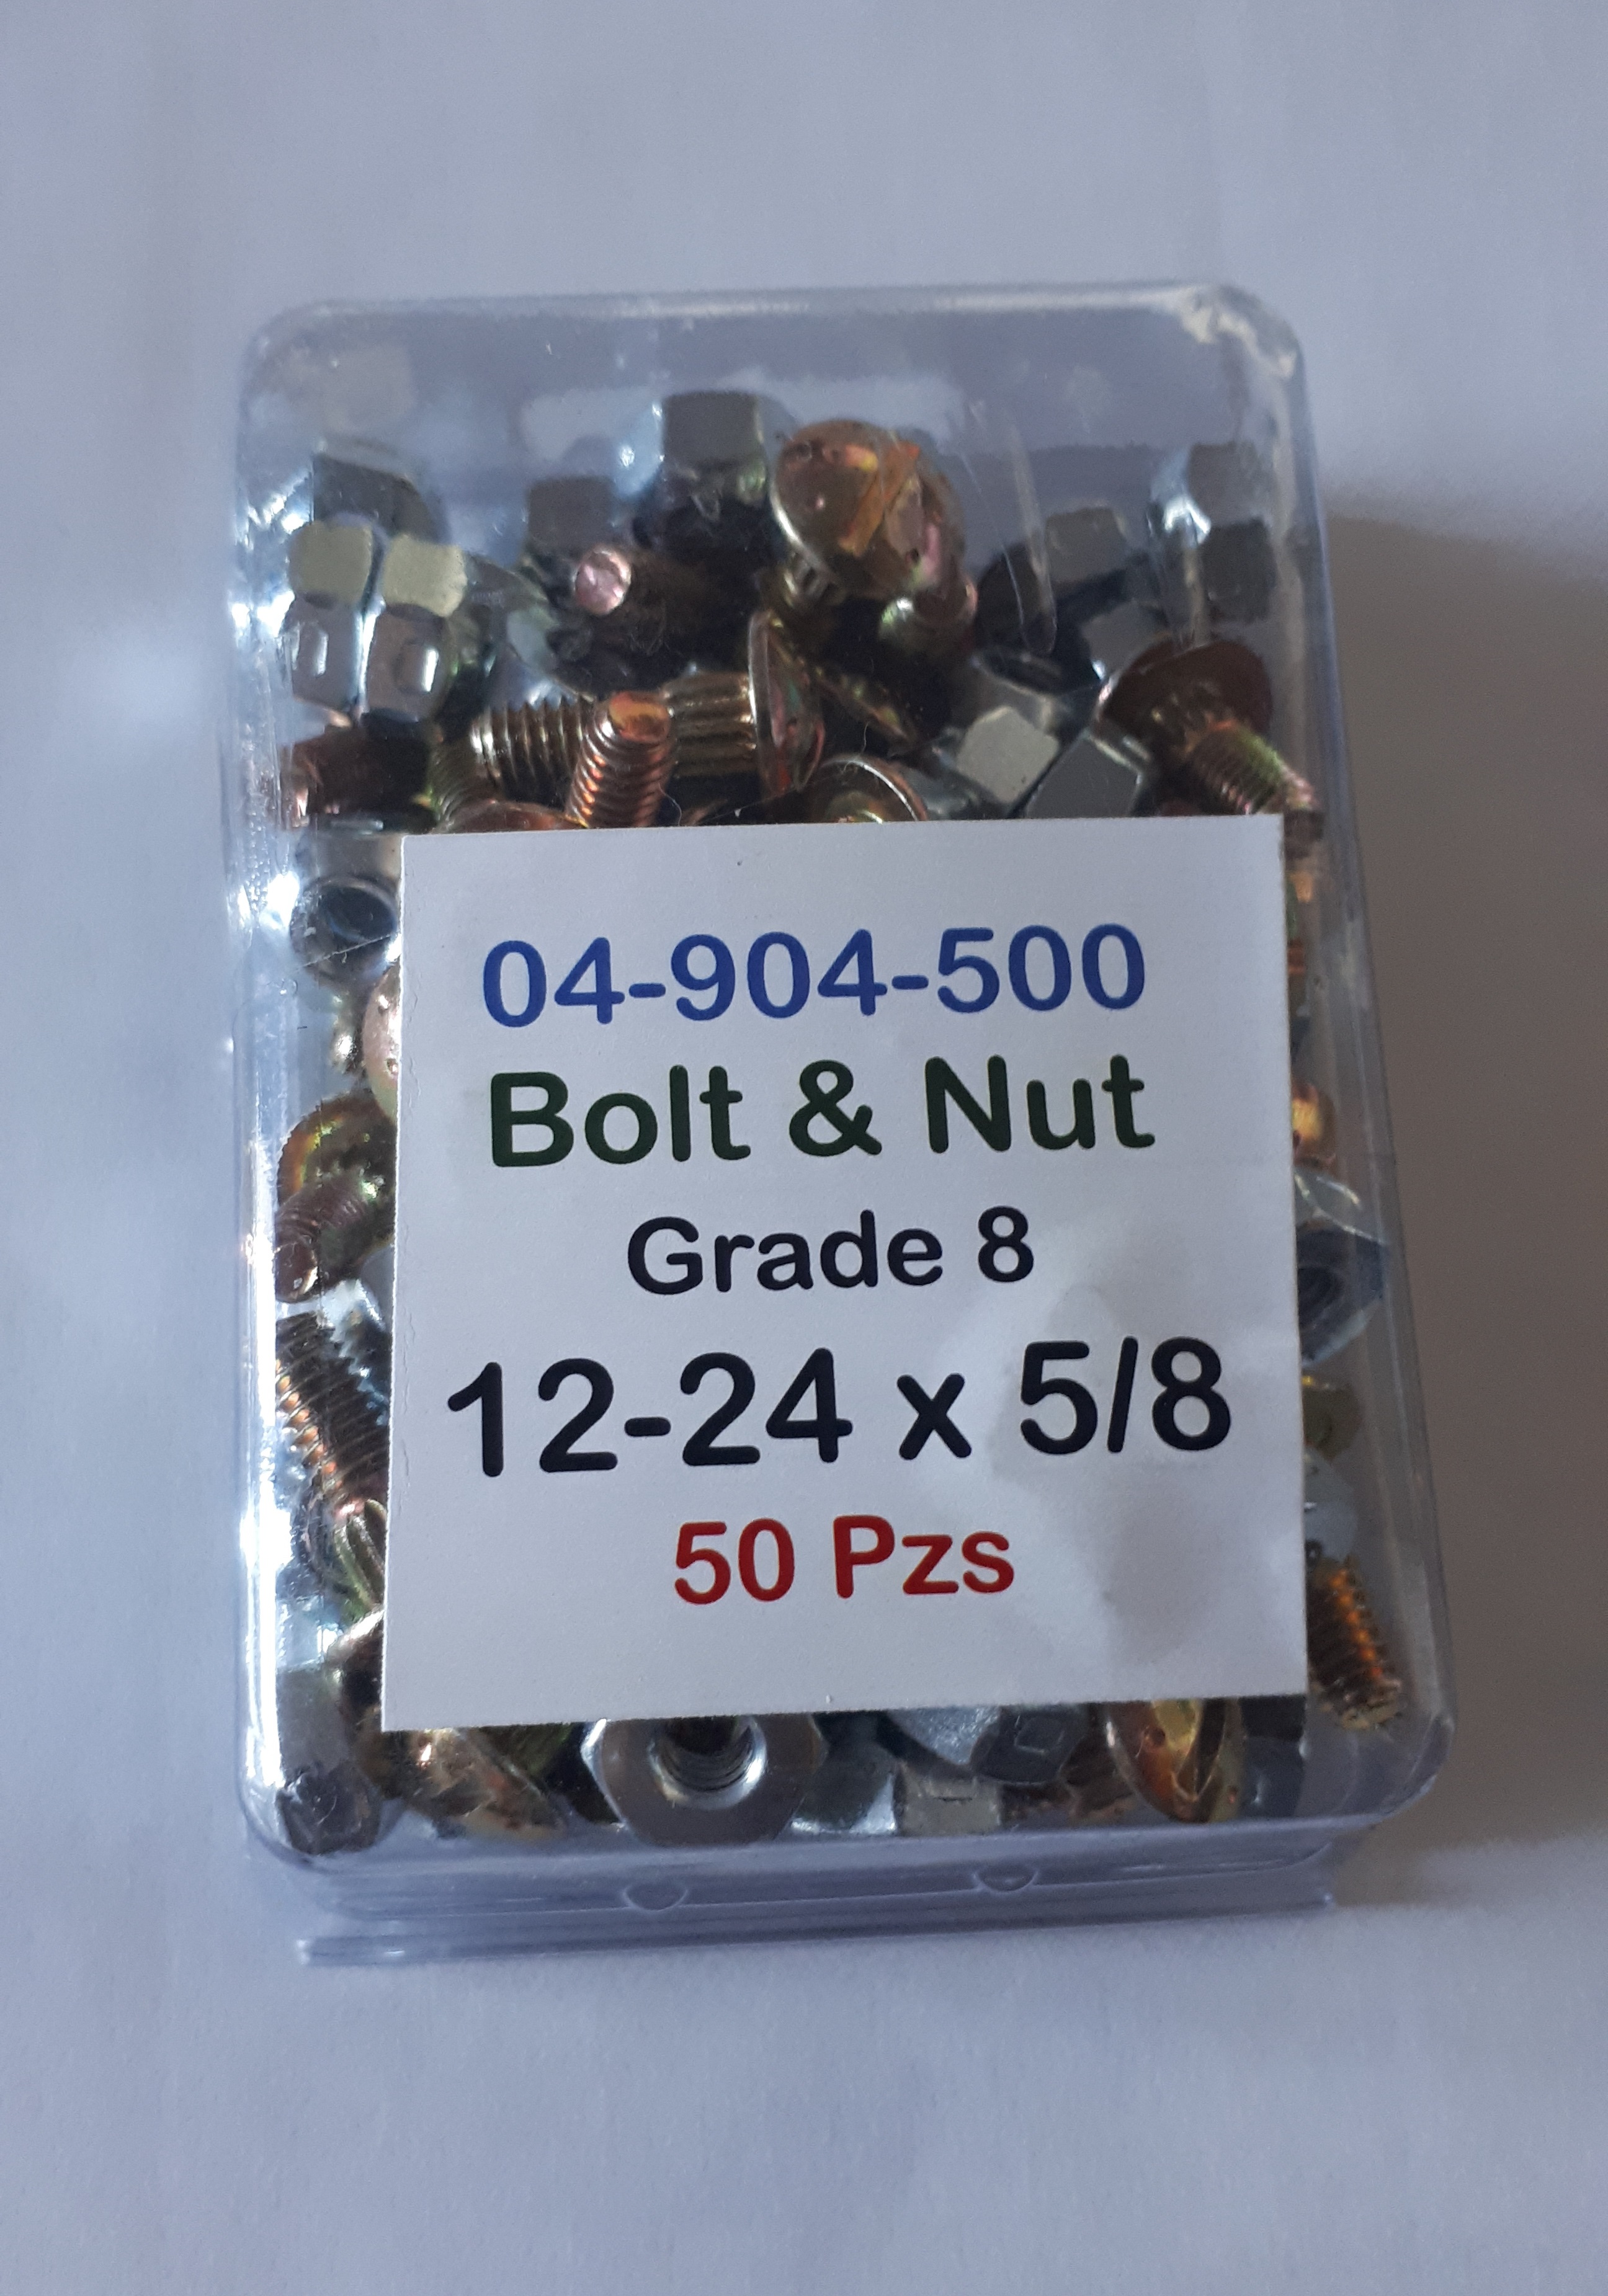 04-904-500
Bolt & Nut
Grade 8
12-24 x 5/8
50 Pzs